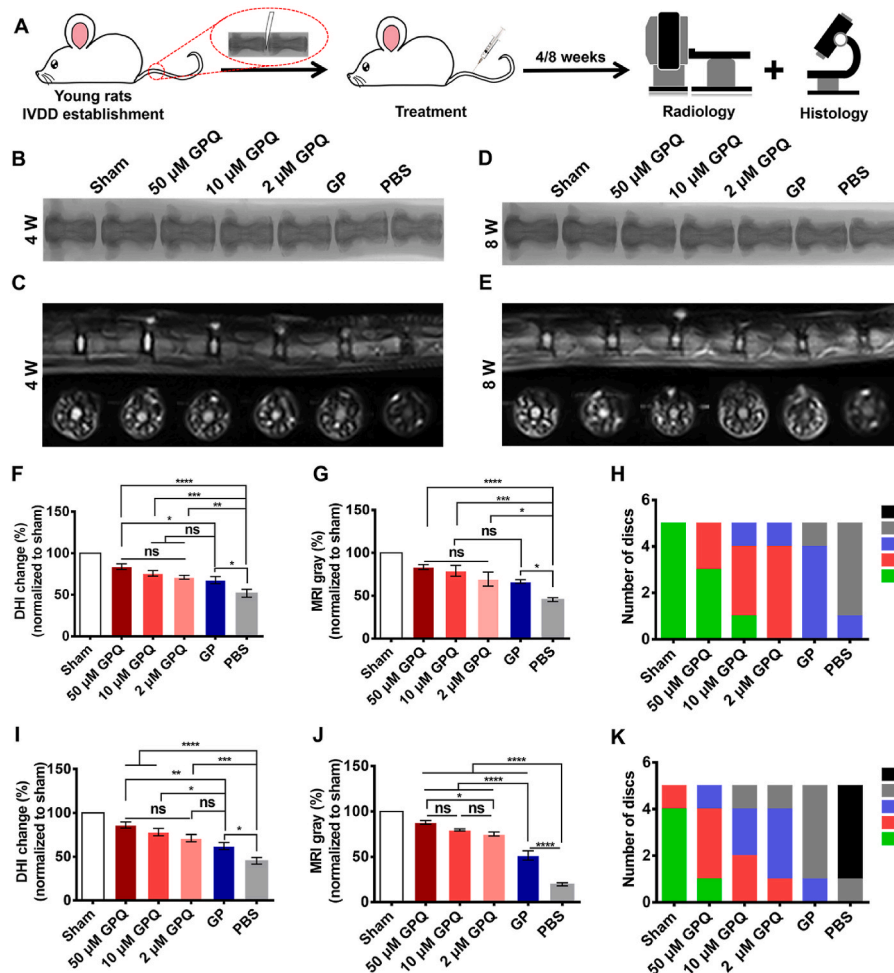 A
Young rats
IVDD establishment
Treatment
4/8 weeks
Radiology
+
Histology
B
Sham
50 μM GPQ
10 μM GPQ
2 μM GPQ
GP
PBS
4 W
D
Sham
50 μM GPQ
10 μM GPQ
2 μM GPQ
GP
PBS
8 W
C
4 W
E
8 W
F
DHI change (%)
(normalized to sham)
150
100
50
0
****
***
**
*
ns
ns
*
Sham
50 μM GPQ
10 μM GPQ
2 μM GPQ
GP
PBS
G
MRI gray (%)
(normalized to sham)
150
100
50
0
****
***
*
ns
ns
*
Sham
50 μM GPQ
10 μM GPQ
2 μM GPQ
GP
PBS
H
Number of discs
6
4
2
0
Sham
50 μM GPQ
10 μM GPQ
2 μM GPQ
GP
PBS
I
DHI change (%)
(normalized to sham)
150
100
50
0
****
***
**
*
ns
ns
*
Sham
50 μM GPQ
10 μM GPQ
2 μM GPQ
GP
PBS
J
MRI gray (%)
(normalized to sham)
150
100
50
0
****
****
*
ns
ns
****
Sham
50 μM GPQ
10 μM GPQ
2 μM GPQ
GP
PBS
K
Number of discs
6
4
2
0
Sham
50 μM GPQ
10 μM GPQ
2 μM GPQ
GP
PBS